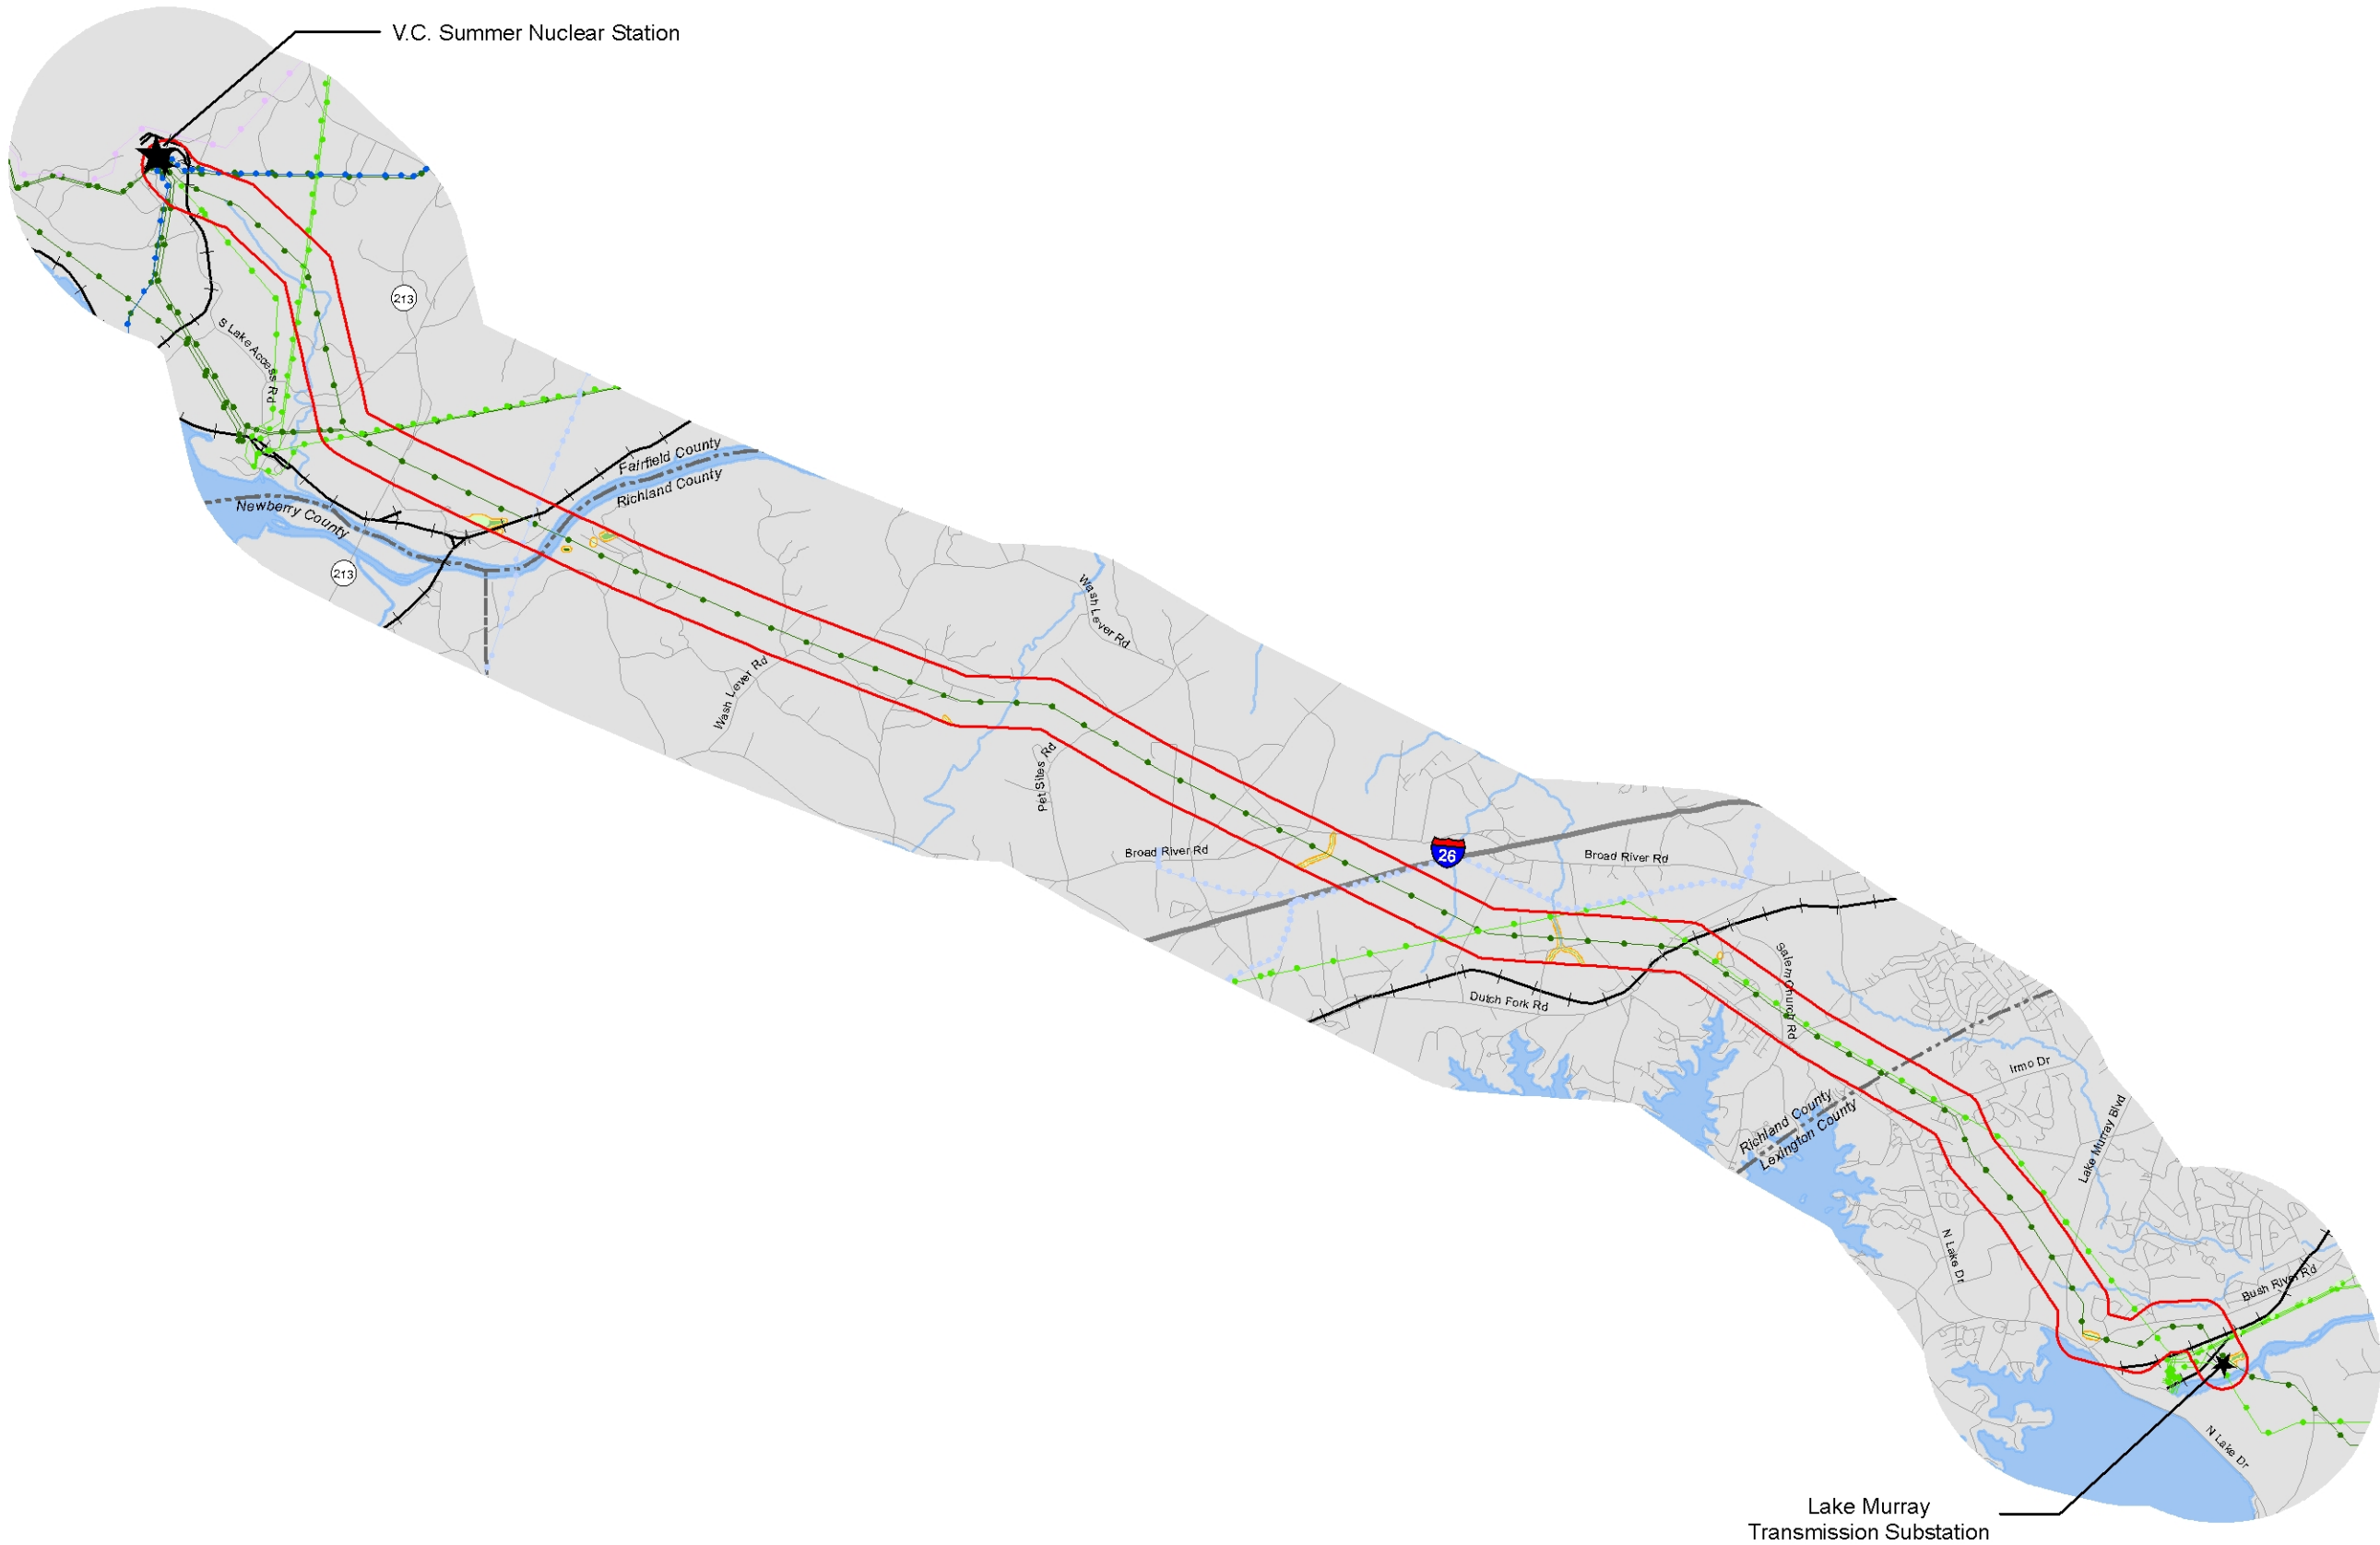 V.C. Summer Nuclear Station
213
S Lake Access Rd
Fairfield County
Richland County
Newberry County
213
Wash Lever Rd
Wash Lever Rd
Pet Sites Rd
Broad River Rd
26
Broad River Rd
Salem Church Rd
Dutch Fork Rd
Irmo Dr
Richland County
Lexington County
Lake Murray Blvd
N Lake Dr
Bush River Rd
N Lake Dr
Lake Murray
Transmission Substation